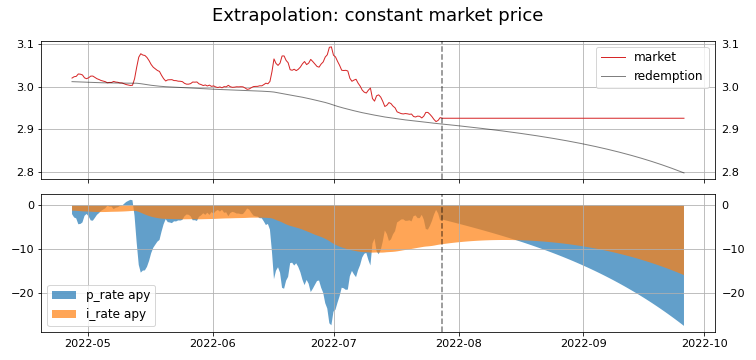 Extrapolation: constant market price
3.1 3.1
market
redemption
3.0 3.0
2.9 2.9
2.8 2.8
0 0
−10 −10
−20 −20
p_rate apy
i_rate apy
2022-05 2022-06 2022-07 2022-08 2022-09 2022-10